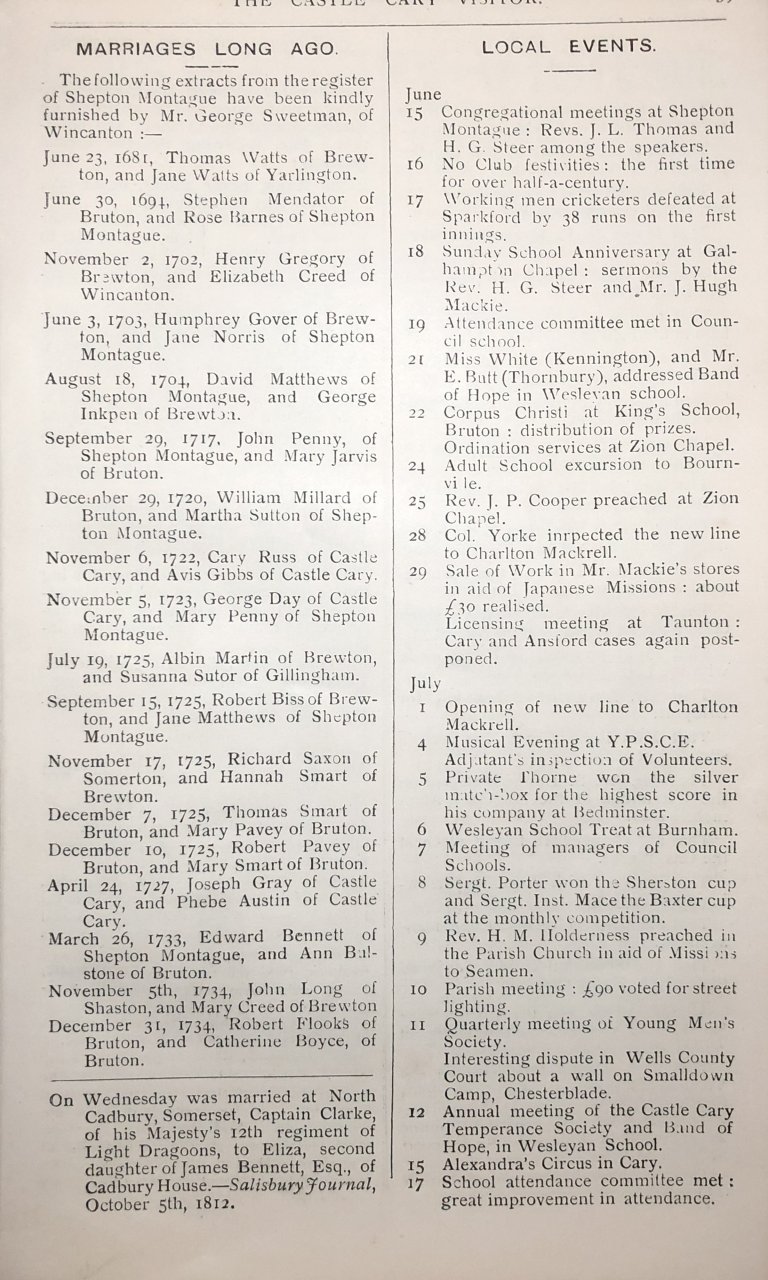 THE CASTLE CARY VISITOR.
MARRIAGES LONG AGO.
The following extracts from the register
of Shepton Montague have been kindly
furnished by Mr. George Sweetman, of
Wincanton :—
June 23, 1681, Thomas Watts of Brew-
ton, and Jane Watts of Yarlington.
June 30, 1694, Stephen Mendator of
Bruton, and Rose Barnes of Shepton
Montague.
November 2, 1702, Henry Gregory of
Brewton, and Elizabeth Creed of
Wincanton.
June 3, 1703, Humphrey Gover of Brew-
ton, and Jane Norris of Shepton
Montague.
August 18, 1704, David Matthews of
Shepton Montague, and George
Inkpen of Brewton.
September 29, 1717, John Penny, of
Shepton Montague, and Mary Jarvis
of Bruton.
December 29, 1720, William Millard of
Bruton, and Martha Sutton of Shep-
ton Montague.
November 6, 1722, Cary Russ of Castle
Cary, and Avis Gibbs of Castle Cary.
November 5, 1723, George Day of Castle
Cary, and Mary Penny of Shepton
Montague.
July 19, 1725, Albin Martin of Brewton,
and Susanna Sutor of Gillingham.
September 15, 1725, Robert Biss of Brew-
ton, and Jane Matthews of Shepton
Montague.
November 17, 1725, Richard Saxon of
Somerton, and Hannah Smart of
Brewton.
December 7, 1725, Thomas Smart of
Bruton, and Mary Pavey of Bruton.
December 10, 1725, Robert Pavey of
Bruton, and Mary Smart of Bruton.
April 24, 1727, Joseph Gray of Castle
Cary, and Phebe Austin of Castle
Cary.
March 26, 1733, Edward Bennett of
Shepton Montague, and Ann Bal-
stone of Bruton.
November 5th, 1734, John Long of
Shaston, and Mary Creed of Brewton
December 31, 1734, Robert Flooks of
Bruton, and Catherine Boyce, of
Bruton.
On Wednesday was married at North
Cadbury, Somerset, Captain Clarke,
of his Majesty's 12th regiment of
Light Dragoons, to Eliza, second
daughter of James Bennett, Esq., of
Cadbury House.—Salisbury Journal,
October 5th, 1812.
LOCAL EVENTS.
June
15 Congregational meetings at Shepton
Montague : Revs. J. L. Thomas and
H. G. Steer among the speakers.
16 No Club festivities : the first time
for over half-a-century.
17 Working men cricketers defeated at
Sparkford by 38 runs on the first
innings.
18 Sunday School Anniversary at Gal-
hampton Chapel : sermons by the
Rev. H. G. Steer and Mr. J. Hugh
Mackie.
19 Attendance committee met in Coun-
cil school.
21 Miss White (Kennington), and Mr.
E. Butt (Thornbury), addressed Band
of Hope in Wesleyan school.
22 Corpus Christi at King's School,
Bruton : distribution of prizes.
Ordination services at Zion Chapel.
24 Adult School excursion to Bourn-
vi le.
25 Rev. J. P. Cooper preached at Zion
Chapel.
28 Col. Yorke inrpected the new line
to Charlton Mackrell.
29 Sale of Work in Mr. Mackie's stores
in aid of Japanese Missions : about
£30 realised.
Licensing meeting at Taunton :
Cary and Ansford cases again post-
poned.
July
1 Opening of new line to Charlton
Mackrell.
4 Musical Evening at Y.P.S.C.E.
Adjutant's inspection of Volunteers.
5 Private Thorne won the silver
match-box for the highest score in
his company at Bedminster.
6 Wesleyan School Treat at Burnham.
7 Meeting of managers of Council
Schools.
8 Sergt. Porter won the Sherston cup
and Sergt. Inst. Mace the Baxter cup
at the monthly competition.
9 Rev. H. M. Holderness preached in
the Parish Church in aid of Missions
to Seamen.
10 Parish meeting : £90 voted for street
lighting.
11 Quarterly meeting of Young Men's
Society.
Interesting dispute in Wells County
Court about a wall on Smalldown
Camp, Chesterblade.
12 Annual meeting of the Castle Cary
Temperance Society and Band of
Hope, in Wesleyan School.
15 Alexandra's Circus in Cary.
17 School attendance committee met :
great improvement in attendance.